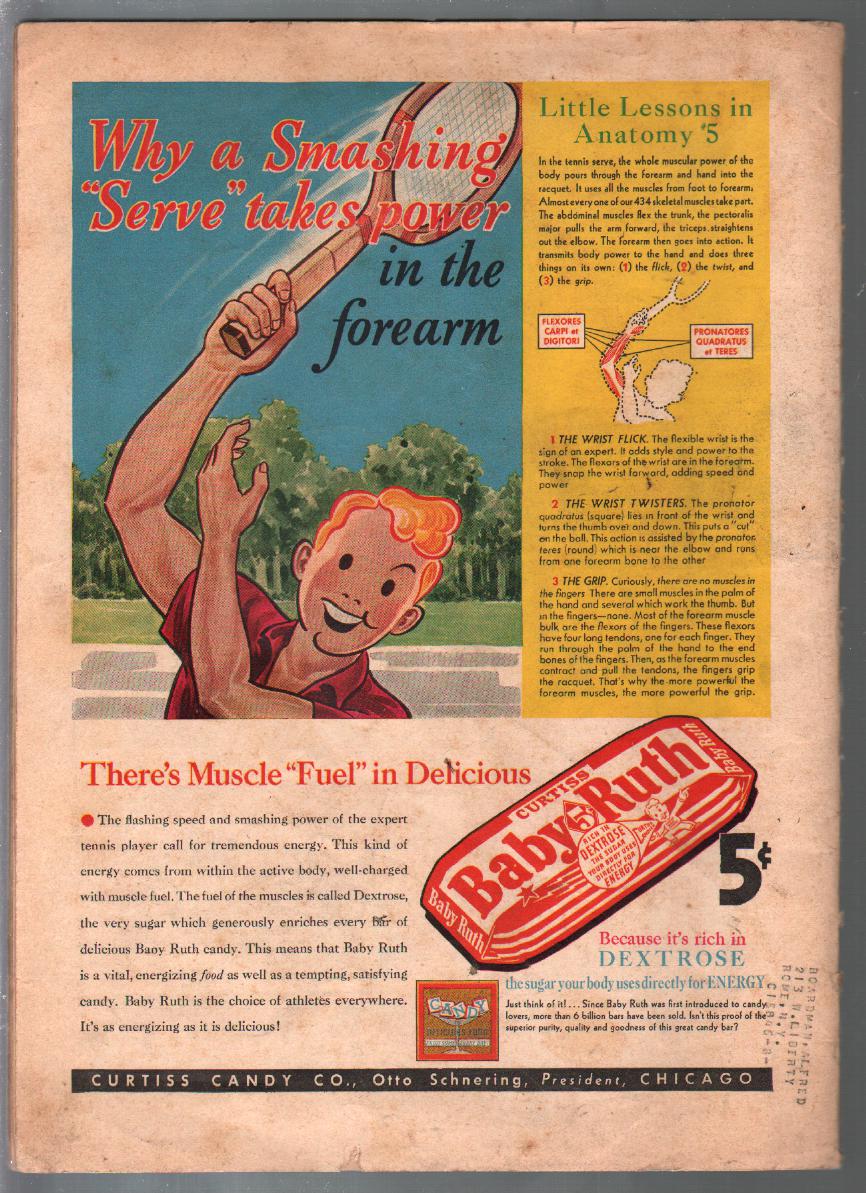 Why a Smashing
"Serve" takes power
in the
forearm
Little Lessons in
Anatomy #5
In the tennis serve, the whole muscular power of the
body pours through the forearm and hand into the
racquet. It uses all the muscles from foot to forearm.
Almost every one of our 434 skeletal muscles take part.
The abdominal muscles flex the trunk, the pectoralis
major pulls the arm forward, the triceps straightens
out the elbow. The forearm then goes into action. It
transmits body power to the hand and does three
things on its own: (1) the flick, (2) the twist, and
(3) the grip.
FLEXORES
CARPI et
DIGITORI
PRONATORES
QUADRATUS
et TERES
1 THE WRIST FLICK. The flexible wrist is the
sign of an expert. It adds style and power to the
stroke. The flexors of the wrist are in the forearm.
They snap the wrist forward, adding speed and
power
2 THE WRIST TWISTERS. The pronator
quadratus (square) lies in front of the wrist and
turns the thumb over and down. This puts a "cut"
on the ball. This action is assisted by the pronator
teres (round) which is near the elbow and runs
from one forearm bone to the other
3 THE GRIP. Curiously, there are no muscles in
the fingers There are small muscles in the palm of
the hand and several which work the thumb. But
in the fingers—none. Most of the forearm muscle
bulk are the flexors of the fingers. These flexors
have four long tendons, one for each finger. They
run through the palm of the hand to the end
bones of the fingers. Then, as the forearm muscles
contract and pull the tendons, the fingers grip
the racquet. That's why the more powerful the
forearm muscles, the more powerful the grip.
There's Muscle "Fuel" in Delicious
The flashing speed and smashing power of the expert
tennis player call for tremendous energy. This kind of
energy comes from within the active body, well-charged
with muscle fuel. The fuel of the muscles is called Dextrose,
the very sugar which generously enriches every bar of
delicious Baby Ruth candy. This means that Baby Ruth
is a vital, energizing food as well as a tempting, satisfying
candy. Baby Ruth is the choice of athletes everywhere.
It's as energizing as it is delicious!
CURTISS
Baby Ruth
5¢
RICH IN
DEXTROSE
THE SUGAR
YOUR BODY USES
DIRECTLY FOR
ENERGY
CURTISS
Baby Ruth
Baby Ruth
5¢
Because it's rich in
DEXTROSE
the sugar your body uses directly for ENERGY
CANDY
DELICIOUS FOOD
Just think of it! ... Since Baby Ruth was first introduced to candy
lovers, more than 6 billion bars have been sold. Isn't this proof of the
superior purity, quality and goodness of this great candy bar?
CURTISS CANDY CO., Otto Schnering, President, CHICAGO
BOARDMAN, ALFRED
ROME, N.Y.